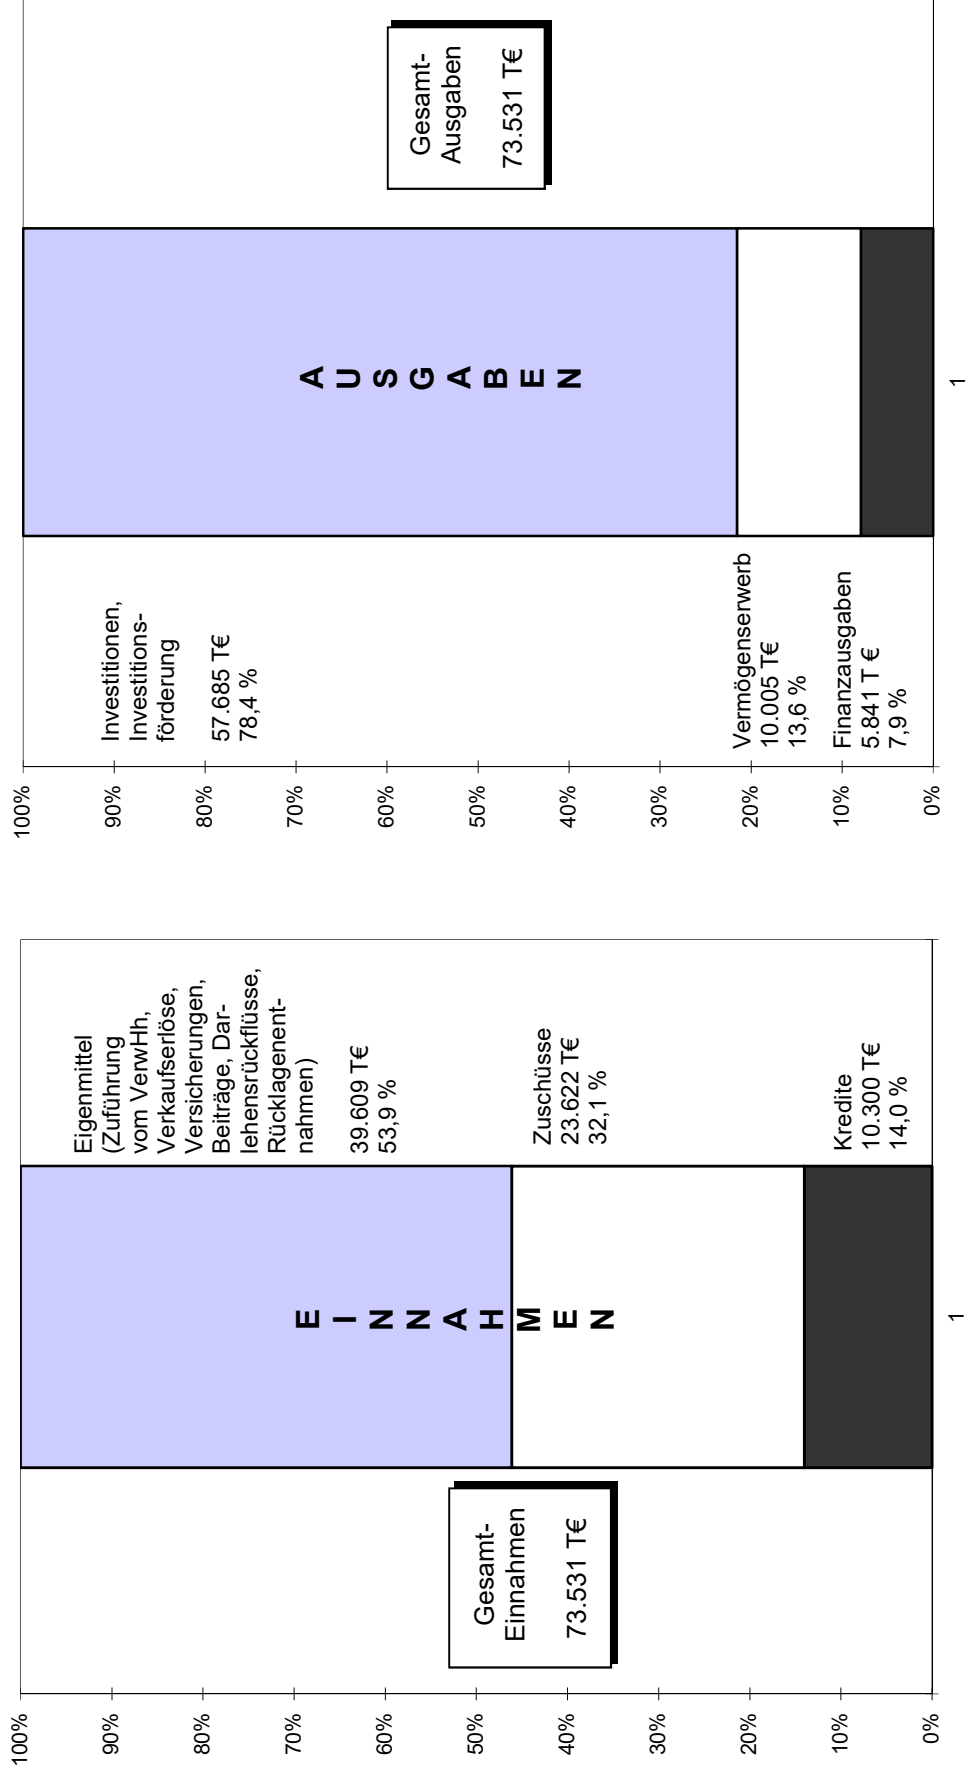 100%
90%
80%
70%
60%
50%
40%
30%
20%
10%
0%
Gesamt-
Einnahmen
73.531 T€
E
I
N
N
A
H
M
E
N
Eigenmittel
(Zuführung
vom VerwHh,
Verkaufserlöse,
Versicherungen,
Beiträge, Dar-
lehensrückflüsse,
Rücklagenent-
nahmen)
39.609 T€
53,9 %
Zuschüsse
23.622 T€
32,1 %
Kredite
10.300 T€
14,0 %
1
100%
90%
80%
70%
60%
50%
40%
30%
20%
10%
0%
Investitionen,
Investitions-
förderung
57.685 T€
78,4 %
Vermögenserwerb
10.005 T€
13,6 %
Finanzausgaben
5.841 T €
7,9 %
A
U
S
G
A
B
E
N
Gesamt-
Ausgaben
73.531 T€
1